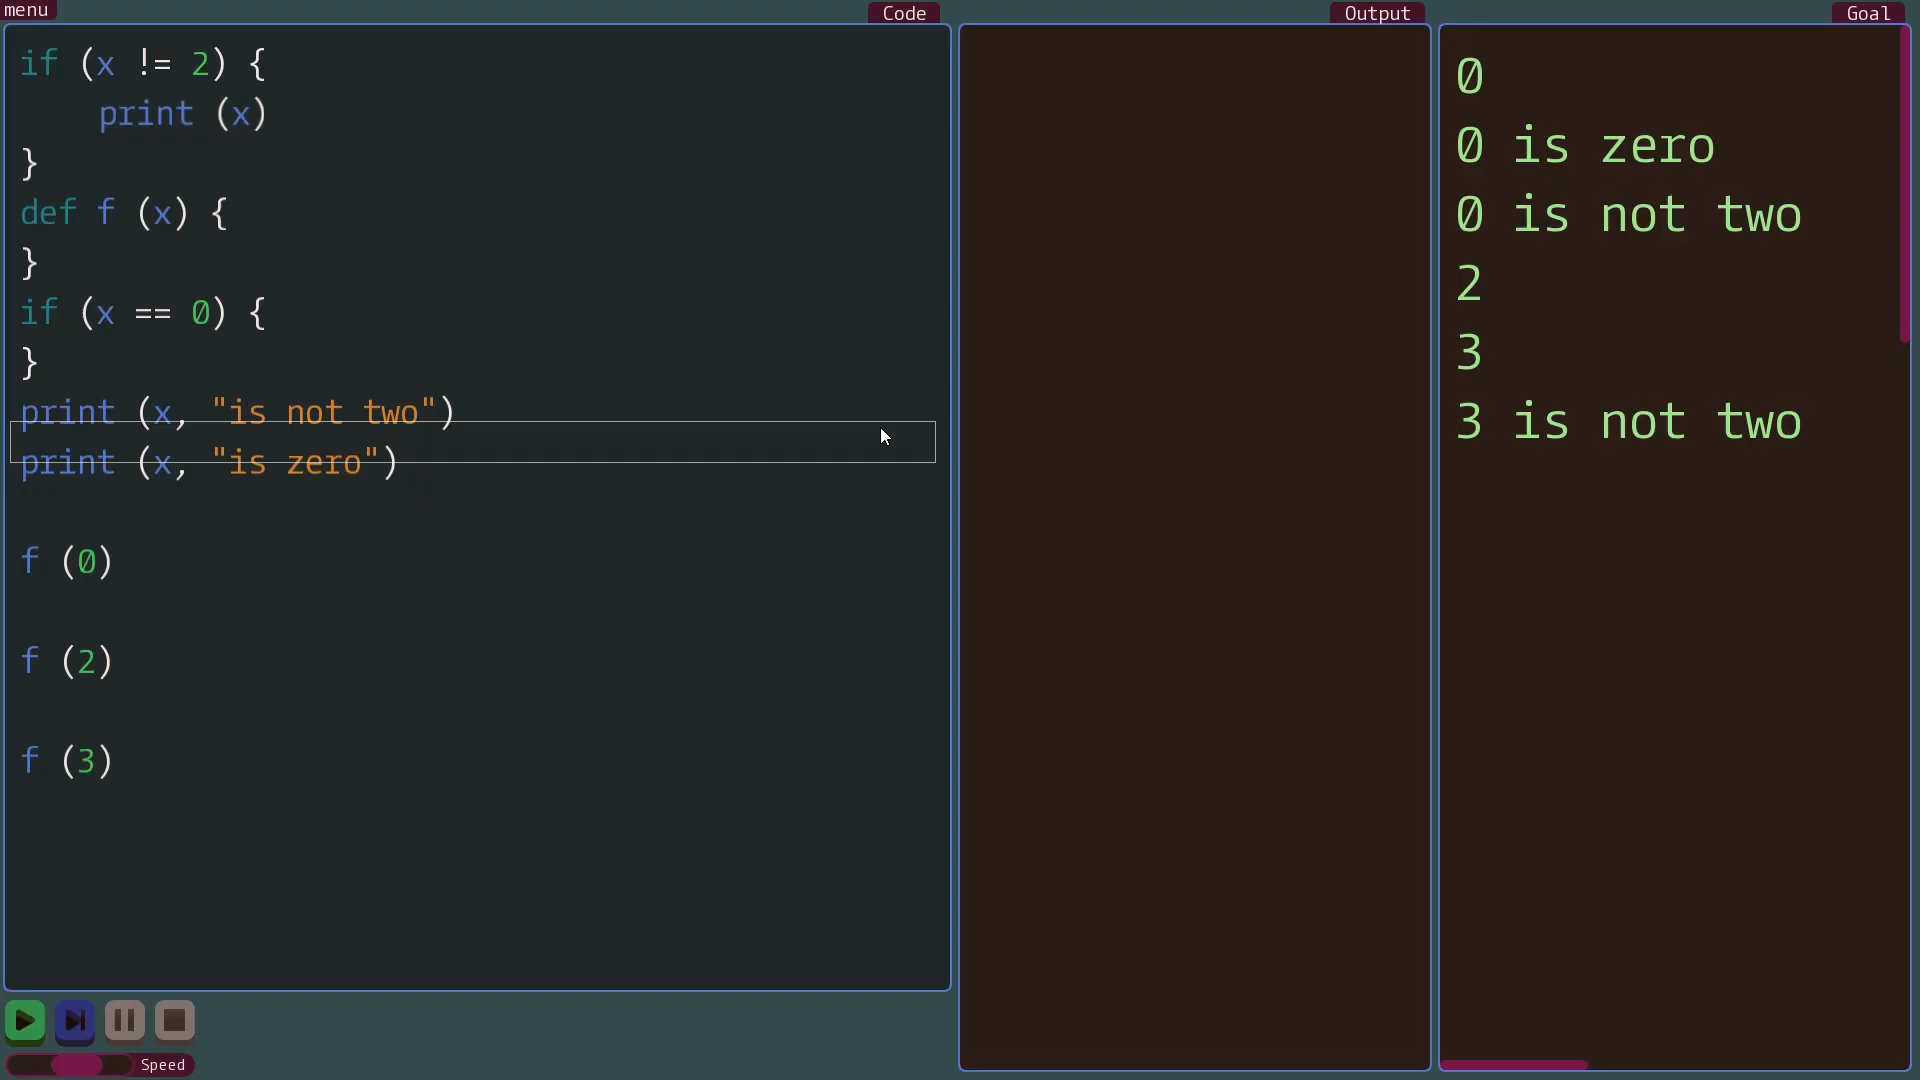 menu
Code
Output
Goal
if (x != 2) {
    print (x)
}
def f (x) {
}
if (x == 0) {
}
print (x, "is not two")
print (x, "is zero")
f (0)
f (2)
f (3)
0
0 is zero
0 is not two
2
3
3 is not two
Speed